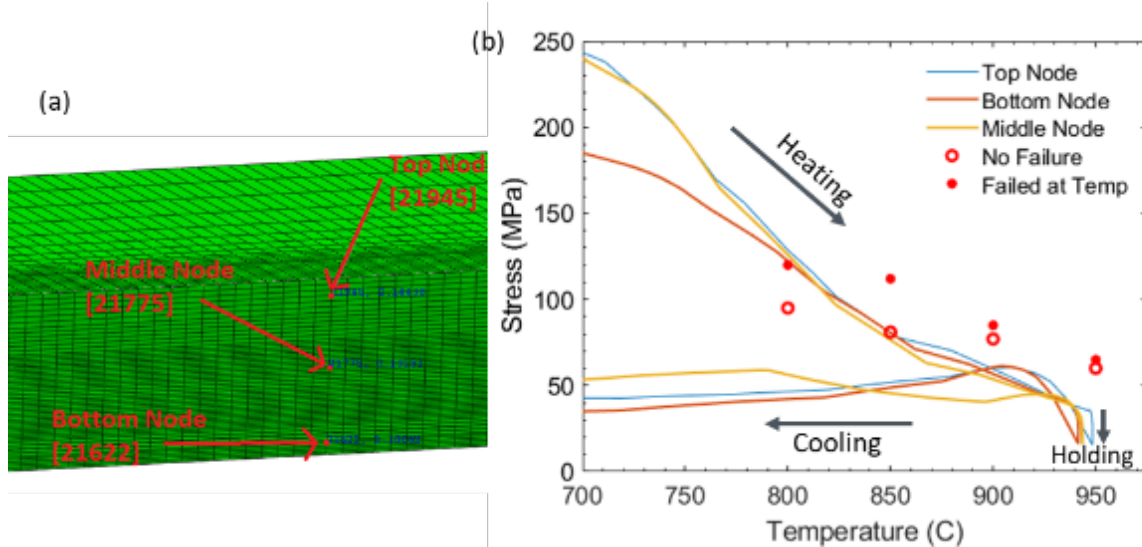 (a)
Top Nod
[21945]
Middle Node
[21775]
Bottom Node
[21622]
(b)
250
200
150
100
50
0
Stress (MPa)
Top Node
Bottom Node
Middle Node
No Failure
Failed at Temp
Heating
Cooling
Holding
700
750
800
850
900
950
Temperature (C)